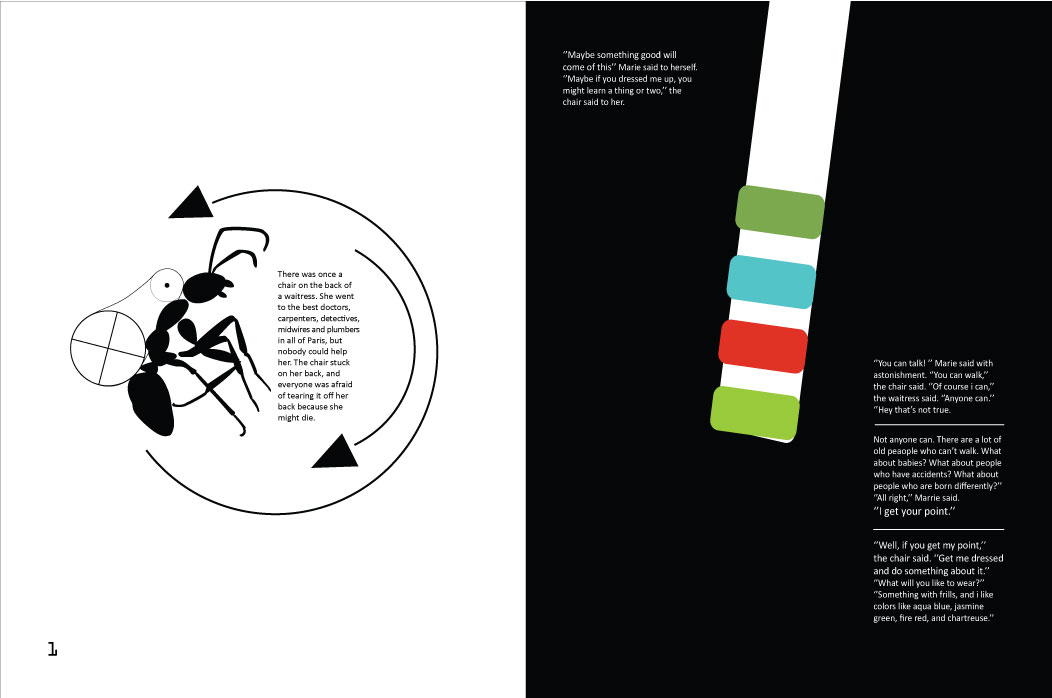 There was once a
chair on the back of
a waitress. She went
to the best doctors,
carpenters, detectives,
midwires and plumbers
in all of Paris, but
nobody could help
her. The chair stuck
on her back, and
everyone was afraid
of tearing it off her
back because she
might die.
1
“Maybe something good will
come of this” Marie said to herself.
“Maybe if you dressed me up, you
might learn a thing or two,” the
chair said to her.
“You can talk! ” Marie said with
astonishment. “You can walk,”
the chair said. “Of course i can,”
the waitress said. “Anyone can.”
“Hey that’s not true.
Not anyone can. There are a lot of
old peaople who can’t walk. What
about babies? What about people
who have accidents? What about
people who are born differently?”
“All right,” Marrie said.
“I get your point.”
“Well, if you get my point,”
the chair said. “Get me dressed
and do something about it.”
“What will you like to wear?”
“Something with frills, and i like
colors like aqua blue, jasmine
green, fire red, and chartreuse.”